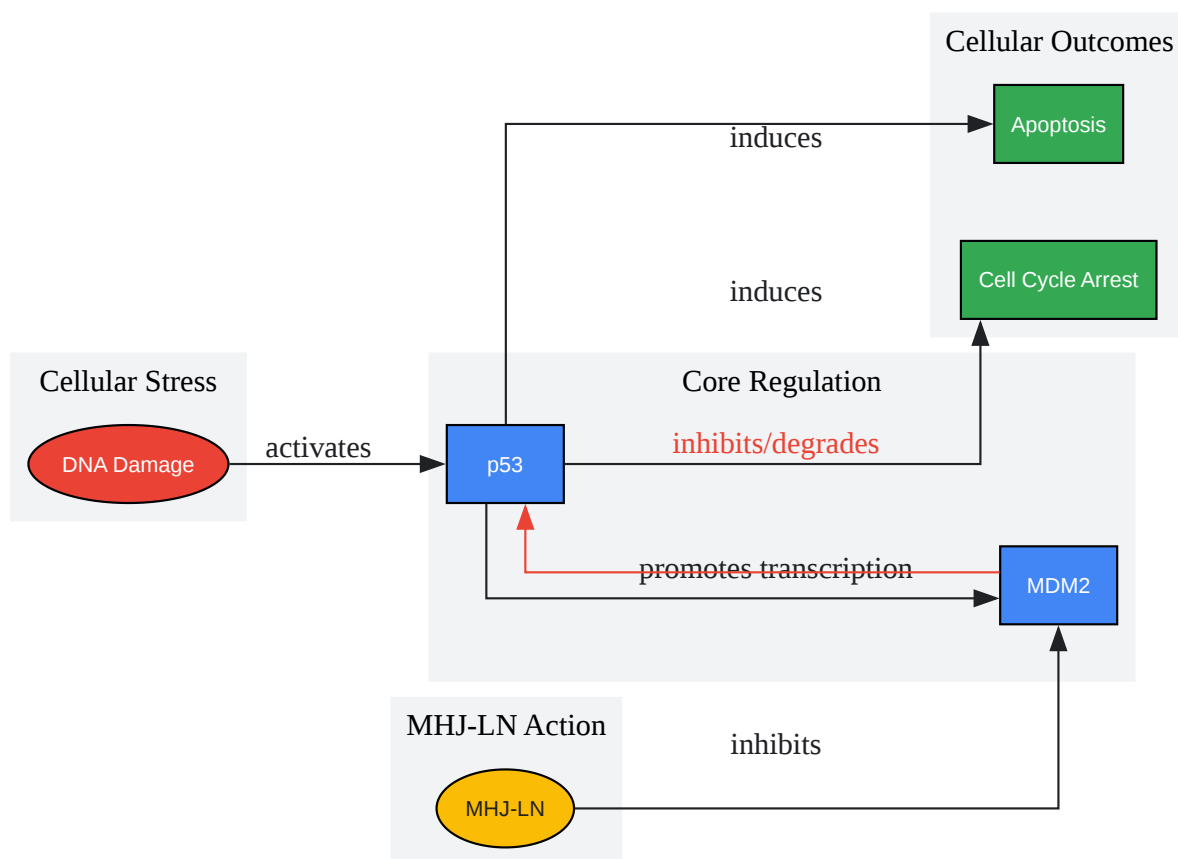 Cellular Outcomes
Apoptosis
induces
Cell Cycle Arrest
induces
Cellular Stress
Core Regulation
DNA Damage
activates
p53
inhibits/degrades
promotes transcription
MDM2
MHJ-LN Action
inhibits
MHJ-LN